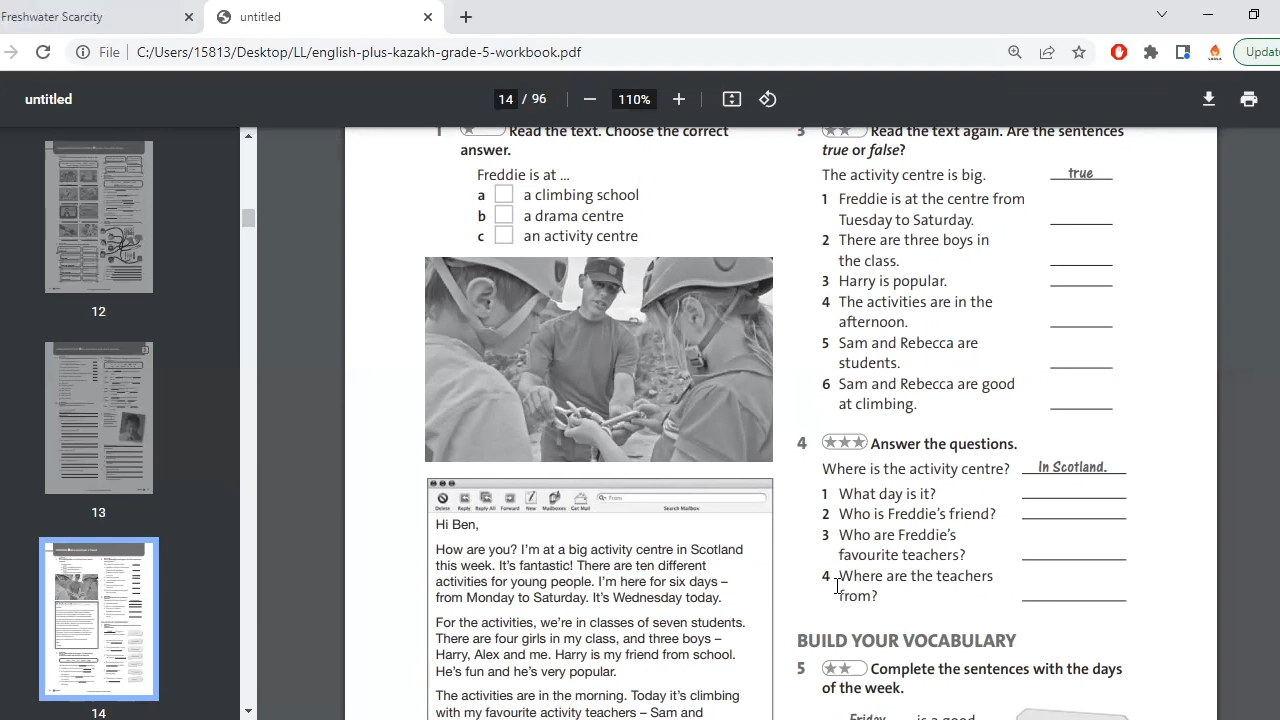 Freshwater Scarcity
untitled
File
C:/Users/15813/Desktop/LL/english-plus-kazakh-grade-5-workbook.pdf
Updat
untitled
14 / 96
110%
12
13
14
1 Read the text. Choose the correct
answer.
Freddie is at ...
a a climbing school
b a drama centre
c an activity centre
Delete Reply Reply All Forward New Mailboxes Get Mail From Search Mailbox
Hi Ben,
How are you? I'm at a big activity centre in Scotland
this week. It's fantastic! There are ten different
activities for young people. I'm here for six days –
from Monday to Saturday. It's Wednesday today.
For the activities, we're in classes of seven students.
There are four girls in my class, and three boys –
Harry, Alex and me. Harry is my friend from school.
He's fun and he's very popular.
The activities are in the morning. Today it's climbing
with my favourite activity teachers – Sam and
3 Read the text again. Are the sentences
true or false?
The activity centre is big. true
1 Freddie is at the centre from
Tuesday to Saturday.
2 There are three boys in
the class.
3 Harry is popular.
4 The activities are in the
afternoon.
5 Sam and Rebecca are
students.
6 Sam and Rebecca are good
at climbing.
4 Answer the questions.
Where is the activity centre? In Scotland.
1 What day is it?
2 Who is Freddie's friend?
3 Who are Freddie's
favourite teachers?
4 Where are the teachers
from?
BUILD YOUR VOCABULARY
5 Complete the sentences with the days
of the week.
Friday is a good